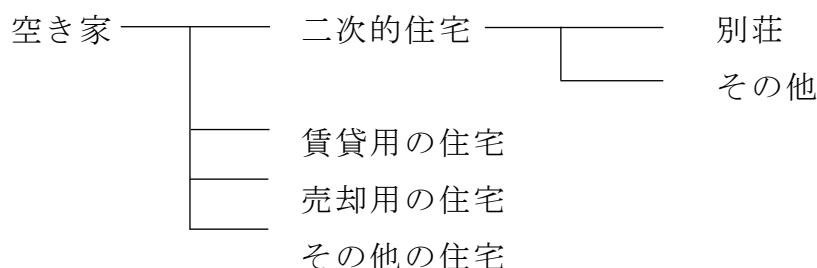 空き家 二次的住宅 別荘
その他
賃貸用の住宅
売却用の住宅
その他の住宅